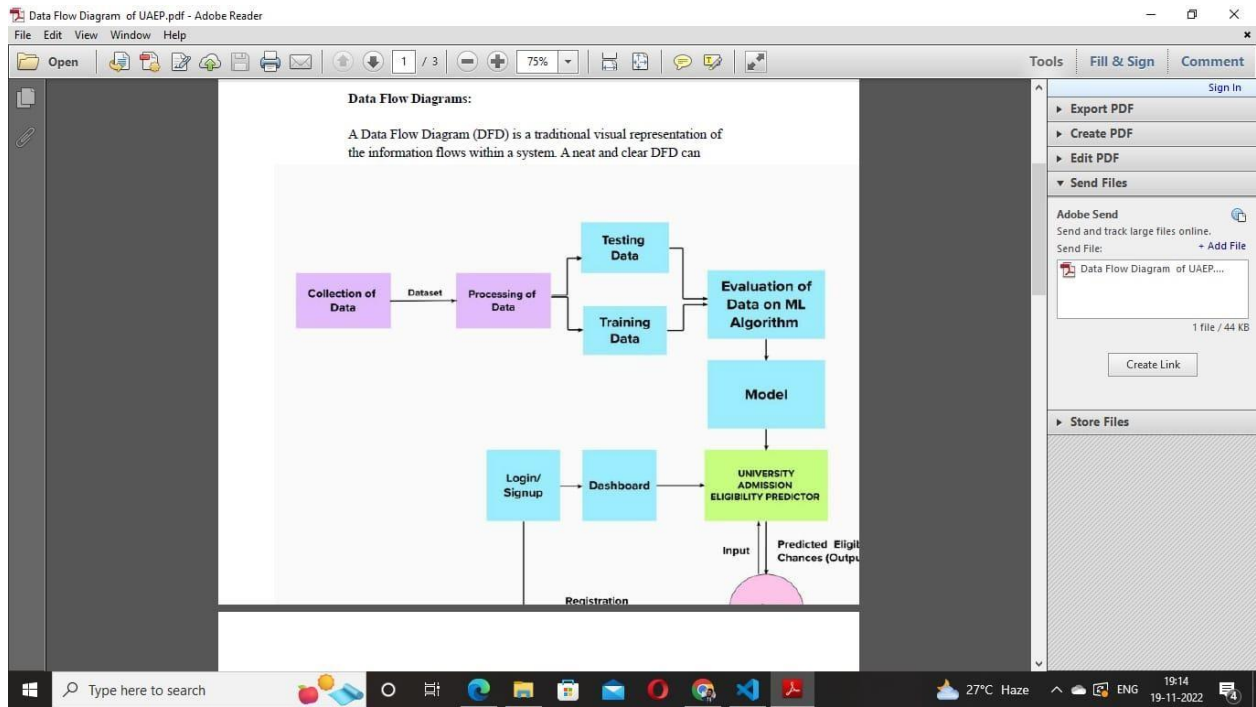 Data Flow Diagram  of UAEP.pdf - Adobe Reader
File Edit View Window Help
Open 1 / 3 75% Tools Fill & Sign Comment
Sign In
Data Flow Diagrams:
A Data Flow Diagram (DFD) is a traditional visual representation of
the information flows within a system. A neat and clear DFD can
Testing
Data
Collection of
Data
Dataset
Processing of
Data
Training
Data
Evaluation of
Data on ML
Algorithm
Model
Login/
Signup
Dashboard
UNIVERSITY
ADMISSION
ELIGIBILITY PREDICTOR
Input
Predicted Eligib
Chances (Outpu
Registration
Export PDF
Create PDF
Edit PDF
Send Files
Adobe Send
Send and track large files online.
Send File: + Add File
Data Flow Diagram  of UAEP....
1 file / 44 KB
Create Link
Store Files
Type here to search
27°C Haze ENG 19:14
19-11-2022
4